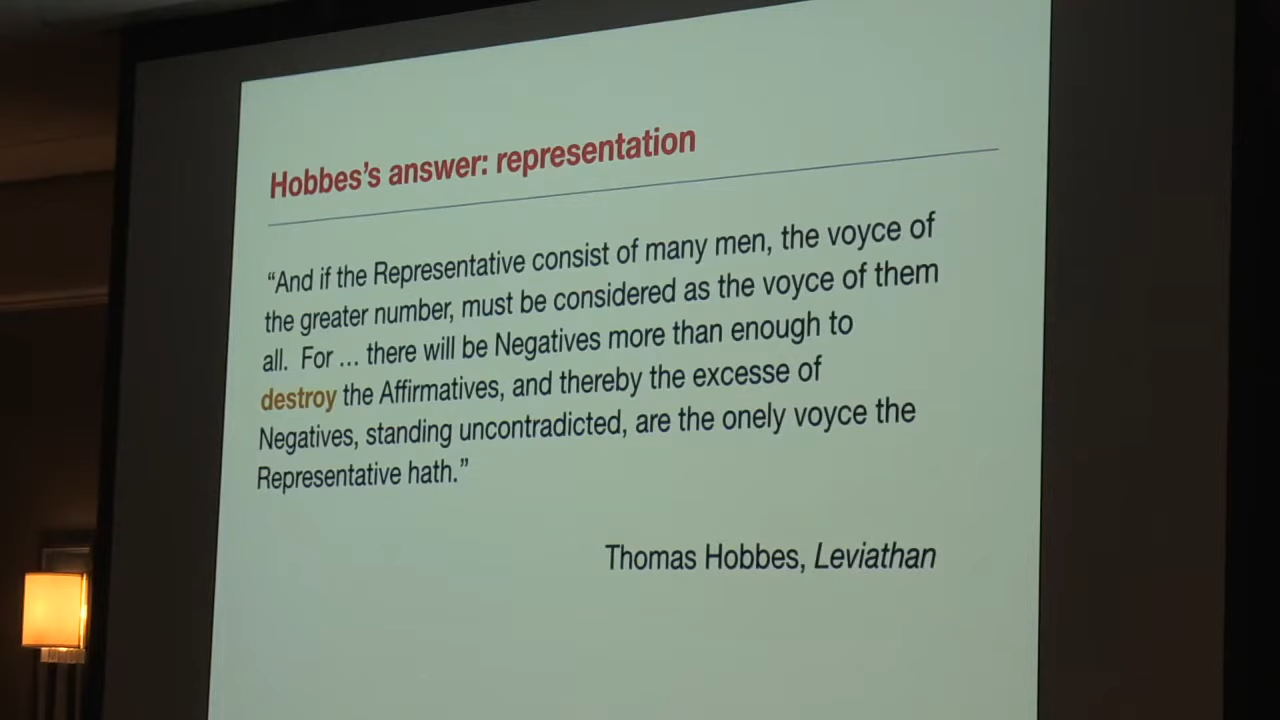 Hobbes's answer: representation
“And if the Representative consist of many men, the voyce of
the greater number, must be considered as the voyce of them
all. For ... there will be Negatives more than enough to
destroy the Affirmatives, and thereby the excesse of
Negatives, standing uncontradicted, are the onely voyce the
Representative hath.”
Thomas Hobbes, Leviathan